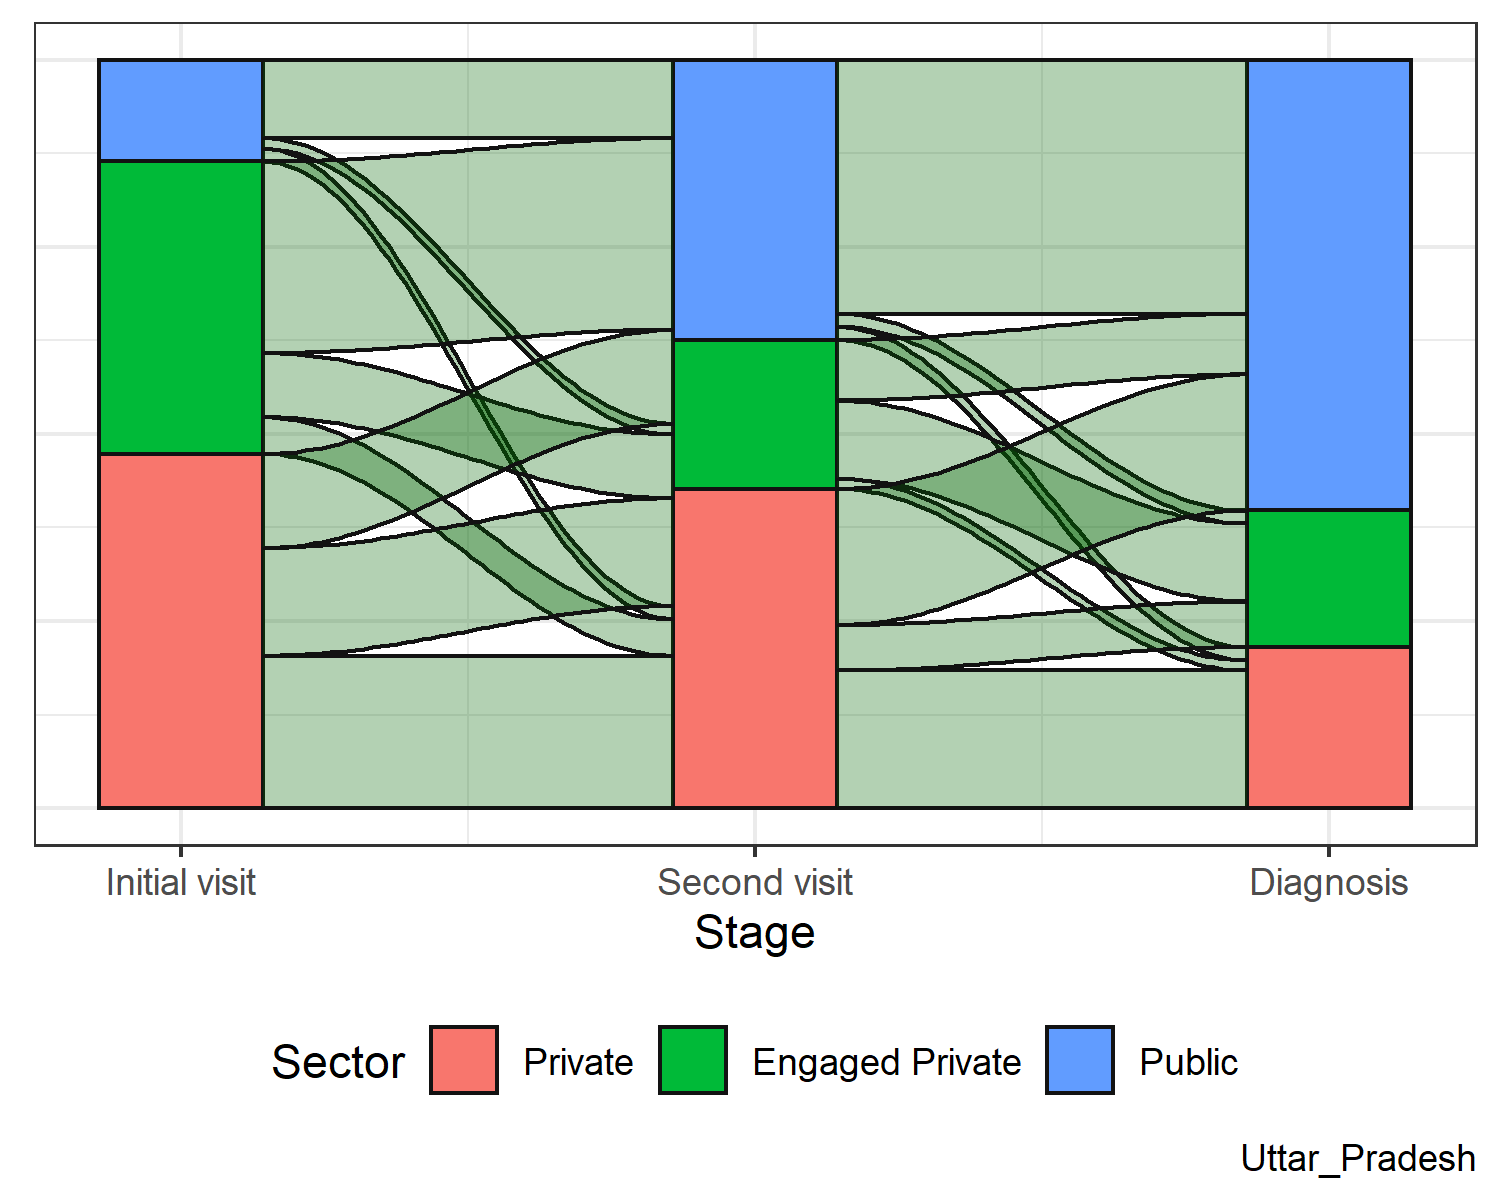 Initial visit Second visit Diagnosis
Stage
Sector Private Engaged Private Public
Uttar_Pradesh